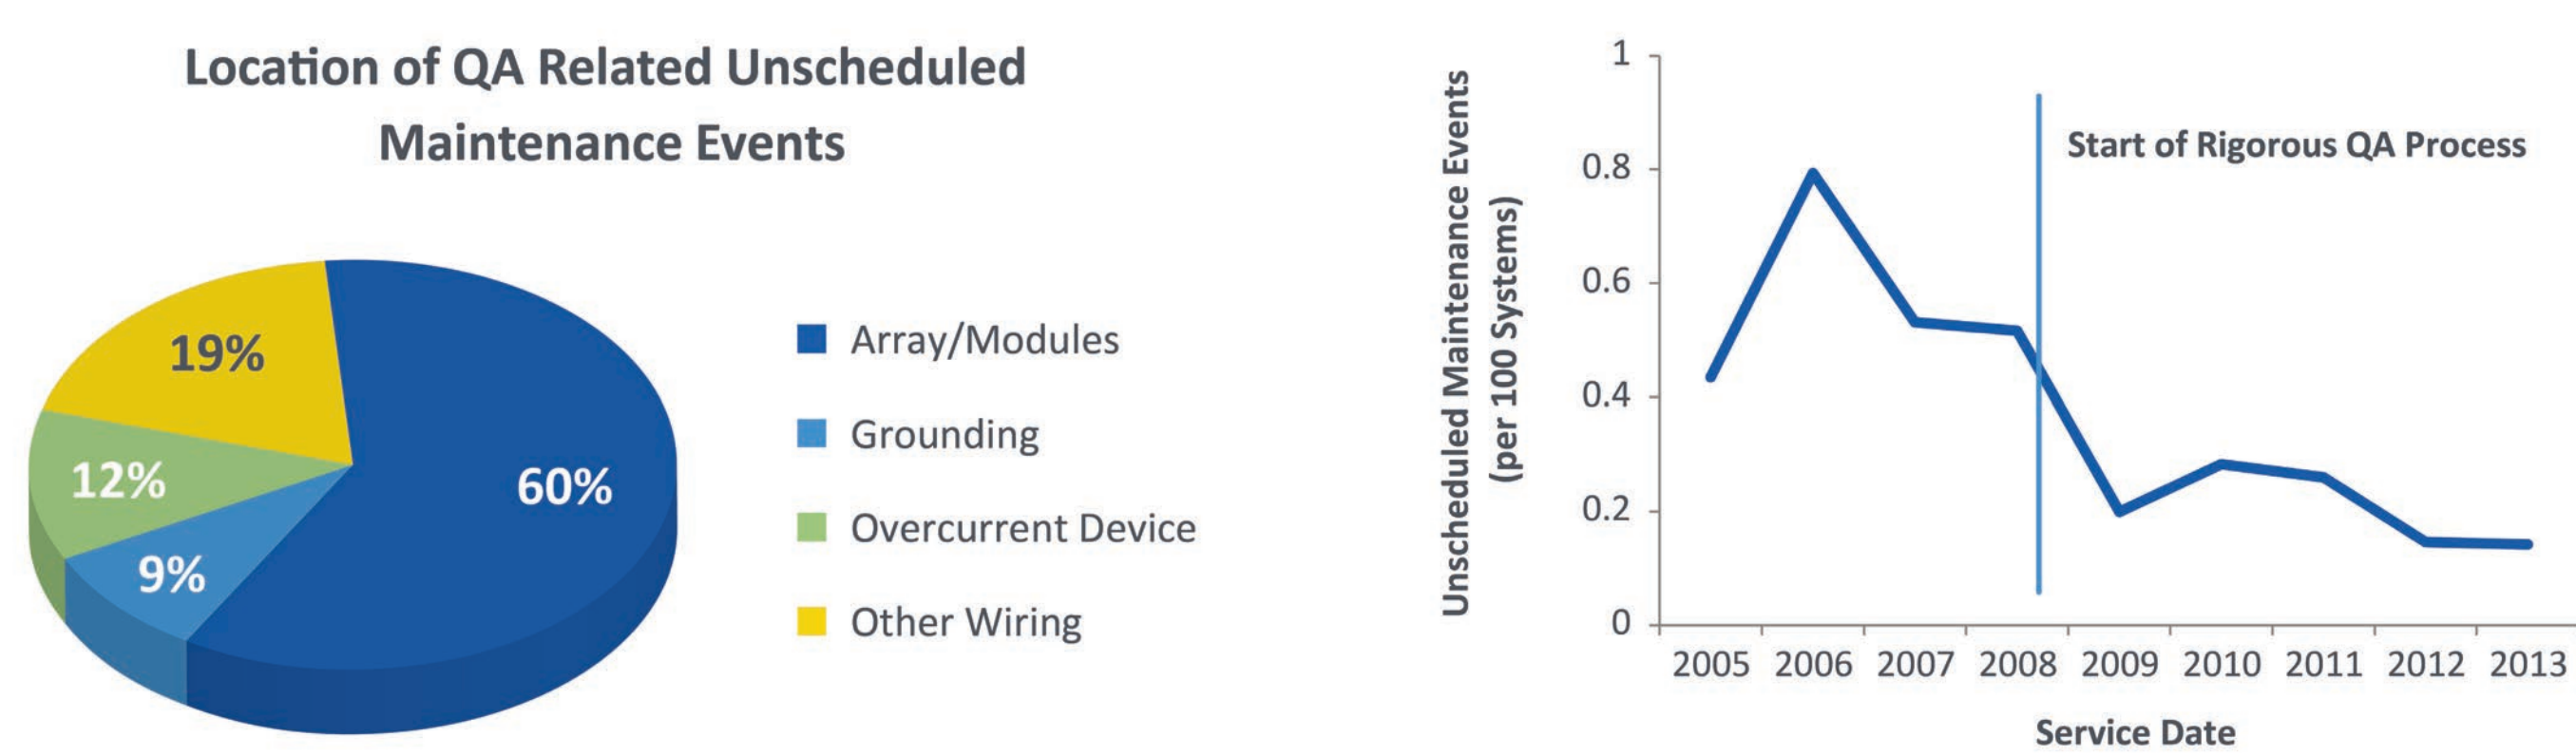 Location of QA Related Unscheduled
Maintenance Events
19%
12%
9%
60%
Array/Modules
Grounding
Overcurrent Device
Other Wiring
Unscheduled Maintenance Events
(per 100 Systems)
1
0.8
0.6
0.4
0.2
0
Start of Rigorous QA Process
2005 2006 2007 2008 2009 2010 2011 2012 2013
Service Date